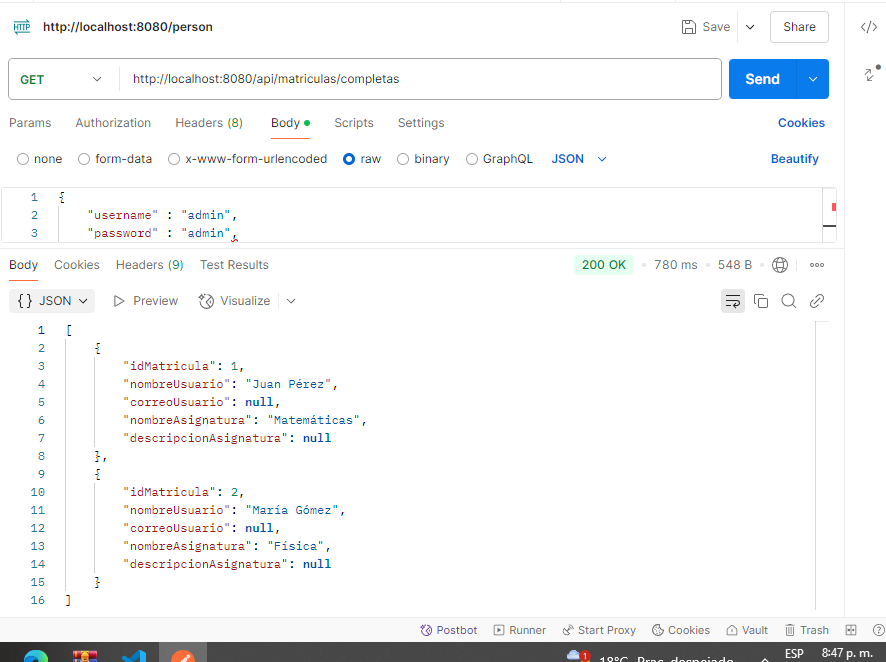 HTTP http://localhost:8080/person Save Share </>
GET http://localhost:8080/api/matriculas/completas Send
Params Authorization Headers (8) Body Scripts Settings Cookies
none form-data x-www-form-urlencoded raw binary GraphQL JSON Beautify
1 {
2 "username" : "admin",
3 "password" : "admin",
Body Cookies Headers (9) Test Results 200 OK • 780 ms • 548 B •
{} JSON Preview Visualize
1 [
2 {
3 "idMatricula": 1,
4 "nombreUsuario": "Juan Pérez",
5 "correoUsuario": null,
6 "nombreAsignatura": "Matemáticas",
7 "descripcionAsignatura": null
8 },
9 {
10 "idMatricula": 2,
11 "nombreUsuario": "María Gómez",
12 "correoUsuario": null,
13 "nombreAsignatura": "Física",
14 "descripcionAsignatura": null
15 }
16 ]
Postbot Runner Start Proxy Cookies Vault Trash
1 18°C Prac. despejado ESP 8:47 p. m.